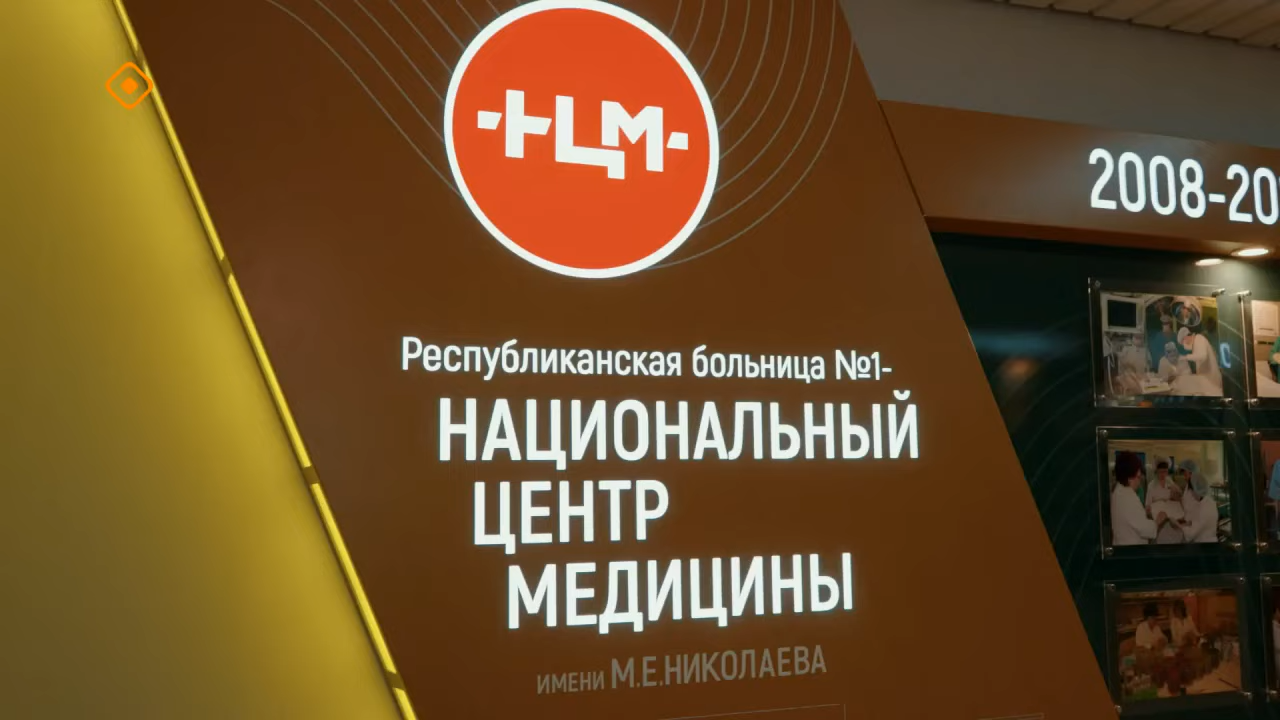 НЦМ
Республиканская больница №1-
НАЦИОНАЛЬНЫЙ
ЦЕНТР
МЕДИЦИНЫ
ИМЕНИ М.Е.НИКОЛАЕВА
2008-20